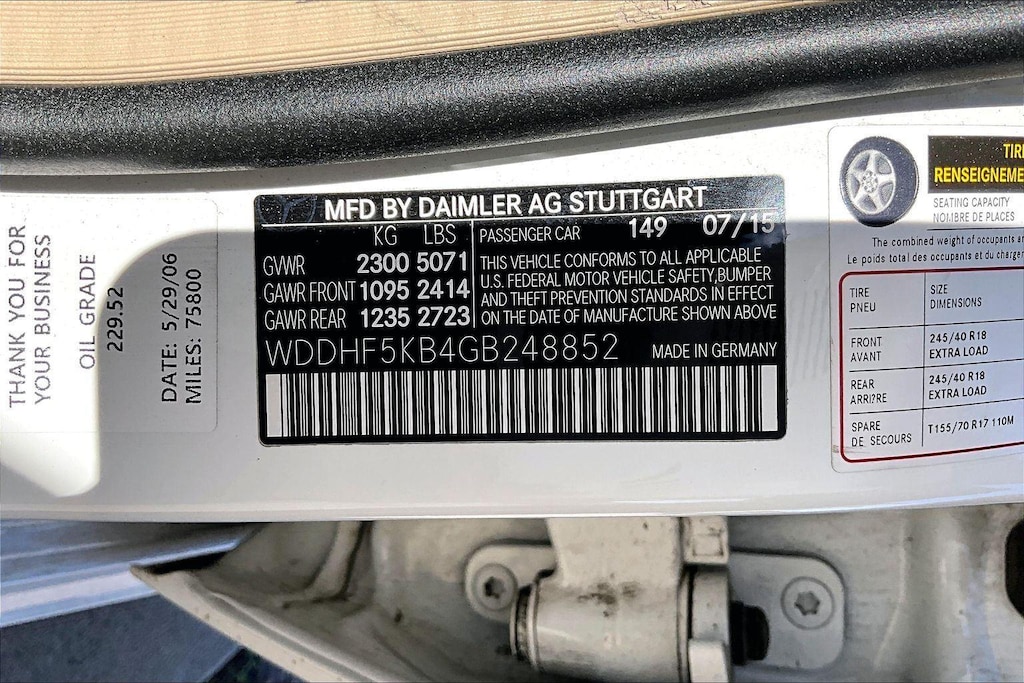 THANK YOU FOR
YOUR BUSINESS
OIL GRADE
229.52
DATE: 5/29/06
MILES: 75800
MFD BY DAIMLER AG STUTTGART
KG LBS
GVWR 2300 5071
GAWR FRONT 1095 2414
GAWR REAR 1235 2723
PASSENGER CAR 149 07/15
THIS VEHICLE CONFORMS TO ALL APPLICABLE
U.S. FEDERAL MOTOR VEHICLE SAFETY,BUMPER
AND THEFT PREVENTION STANDARDS IN EFFECT
ON THE DATE OF MANUFACTURE SHOWN ABOVE
WDDHF5KB4GB248852 MADE IN GERMANY
TIRE
RENSEIGNEME
SEATING CAPACITY
NOMBRE DE PLACES
The combined weight of occupants a
Le poids total des occupants et du charge
TIRE SIZE
PNEU DIMENSIONS
FRONT 245/40 R18
AVANT EXTRA LOAD
REAR 245/40 R18
ARRI?RE EXTRA LOAD
SPARE T155/70 R17 110M
DE SECOURS